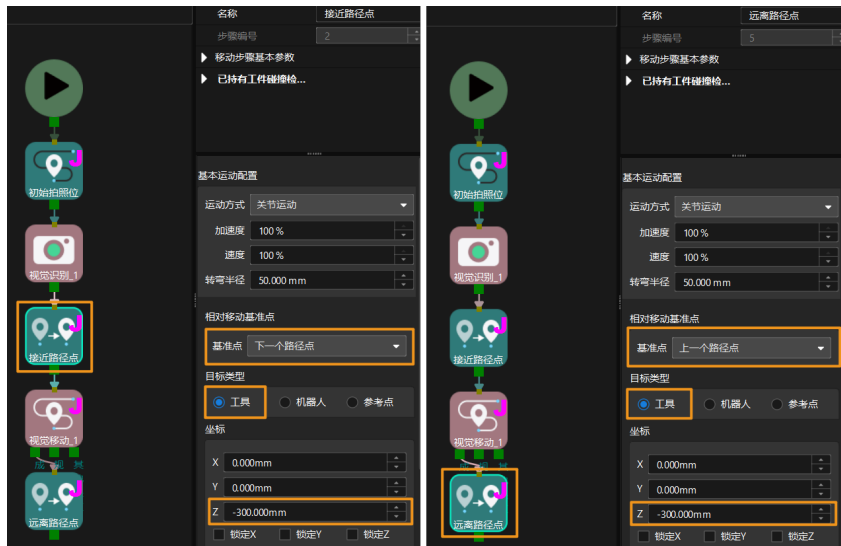 名称 接近路径点
步骤编号 2
移动步骤基本参数
已持有工件碰撞检...
J
初始拍照位
视觉识别_1
J
接近路径点
J
视觉移动_1
J
远离路径点
基本运动配置
运动方式 关节运动
加速度 100 %
速度 100 %
转弯半径 50.000 mm
相对移动基准点
基准点 下一个路径点
目标类型
工具 机器人 参考点
坐标
X 0.000mm
Y 0.000mm
Z -300.000mm
锁定X 锁定Y 锁定Z
名称 远离路径点
步骤编号 5
移动步骤基本参数
已持有工件碰撞检...
J
初始拍照位
视觉识别_1
J
接近路径点
J
视觉移动_1
J
远离路径点
基本运动配置
运动方式 关节运动
加速度 100 %
速度 100 %
转弯半径 50.000 mm
相对移动基准点
基准点 上一个路径点
目标类型
工具 机器人 参考点
坐标
X 0.000mm
Y 0.000mm
Z -300.000mm
锁定X 锁定Y 锁定Z